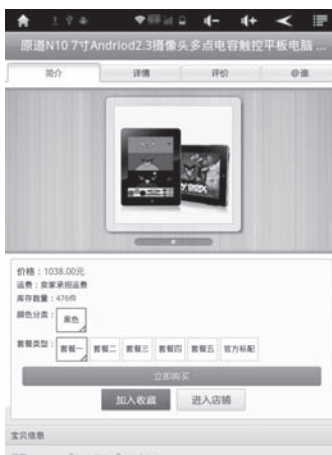 原道N10 7寸Andriod2.3摄像头多点电容触控平板电脑 ...
简介 详情 评价 @谁
价格：1038.00元
运费：卖家承担运费
库存数量：470件
颜色分类： 黑色
套餐类型： 套餐一 套餐二 套餐三 套餐四 套餐五 官方标配
立即购买
加入收藏 进入店铺
宝贝信息